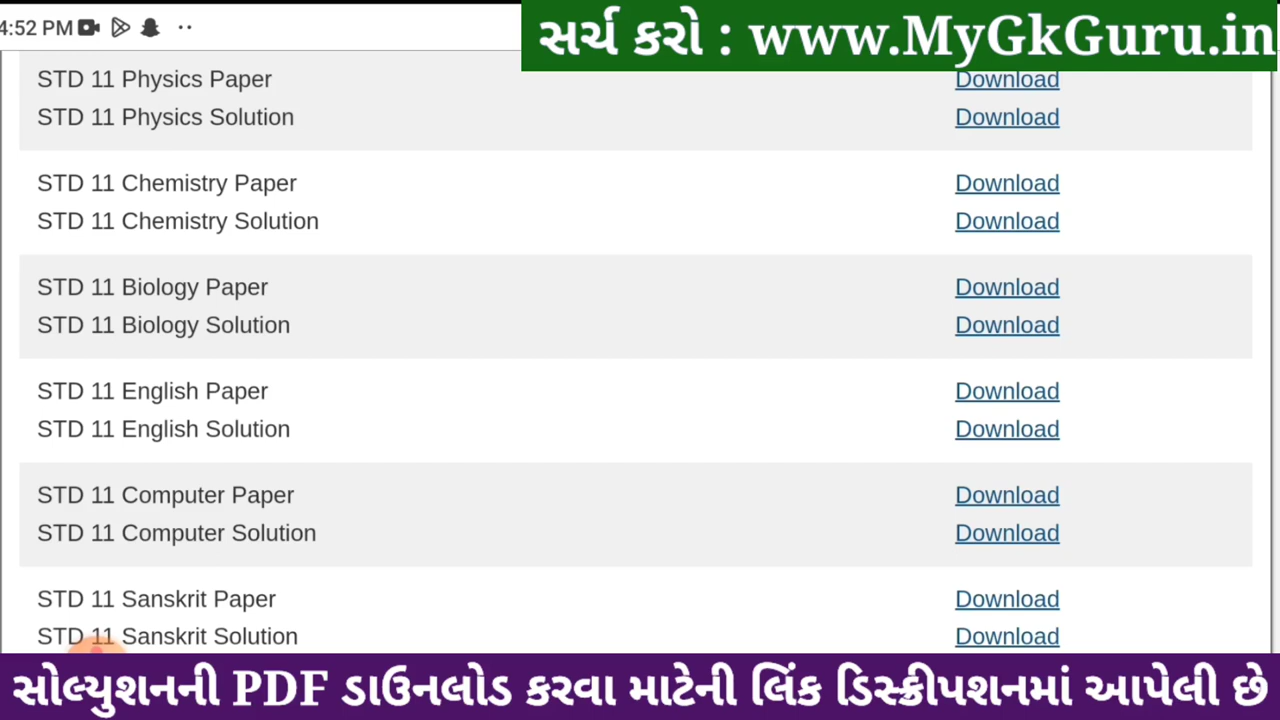 4:52 PM
સર્ચ કરો : www.MyGkGuru.in
STD 11 Physics Paper Download
STD 11 Physics Solution Download
STD 11 Chemistry Paper Download
STD 11 Chemistry Solution Download
STD 11 Biology Paper Download
STD 11 Biology Solution Download
STD 11 English Paper Download
STD 11 English Solution Download
STD 11 Computer Paper Download
STD 11 Computer Solution Download
STD 11 Sanskrit Paper Download
STD 11 Sanskrit Solution Download
સોલ્યુશનની PDF ડાઉનલોડ કરવા માટેની લિંક ડિસ્ક્રીપશનમાં આપેલી છે